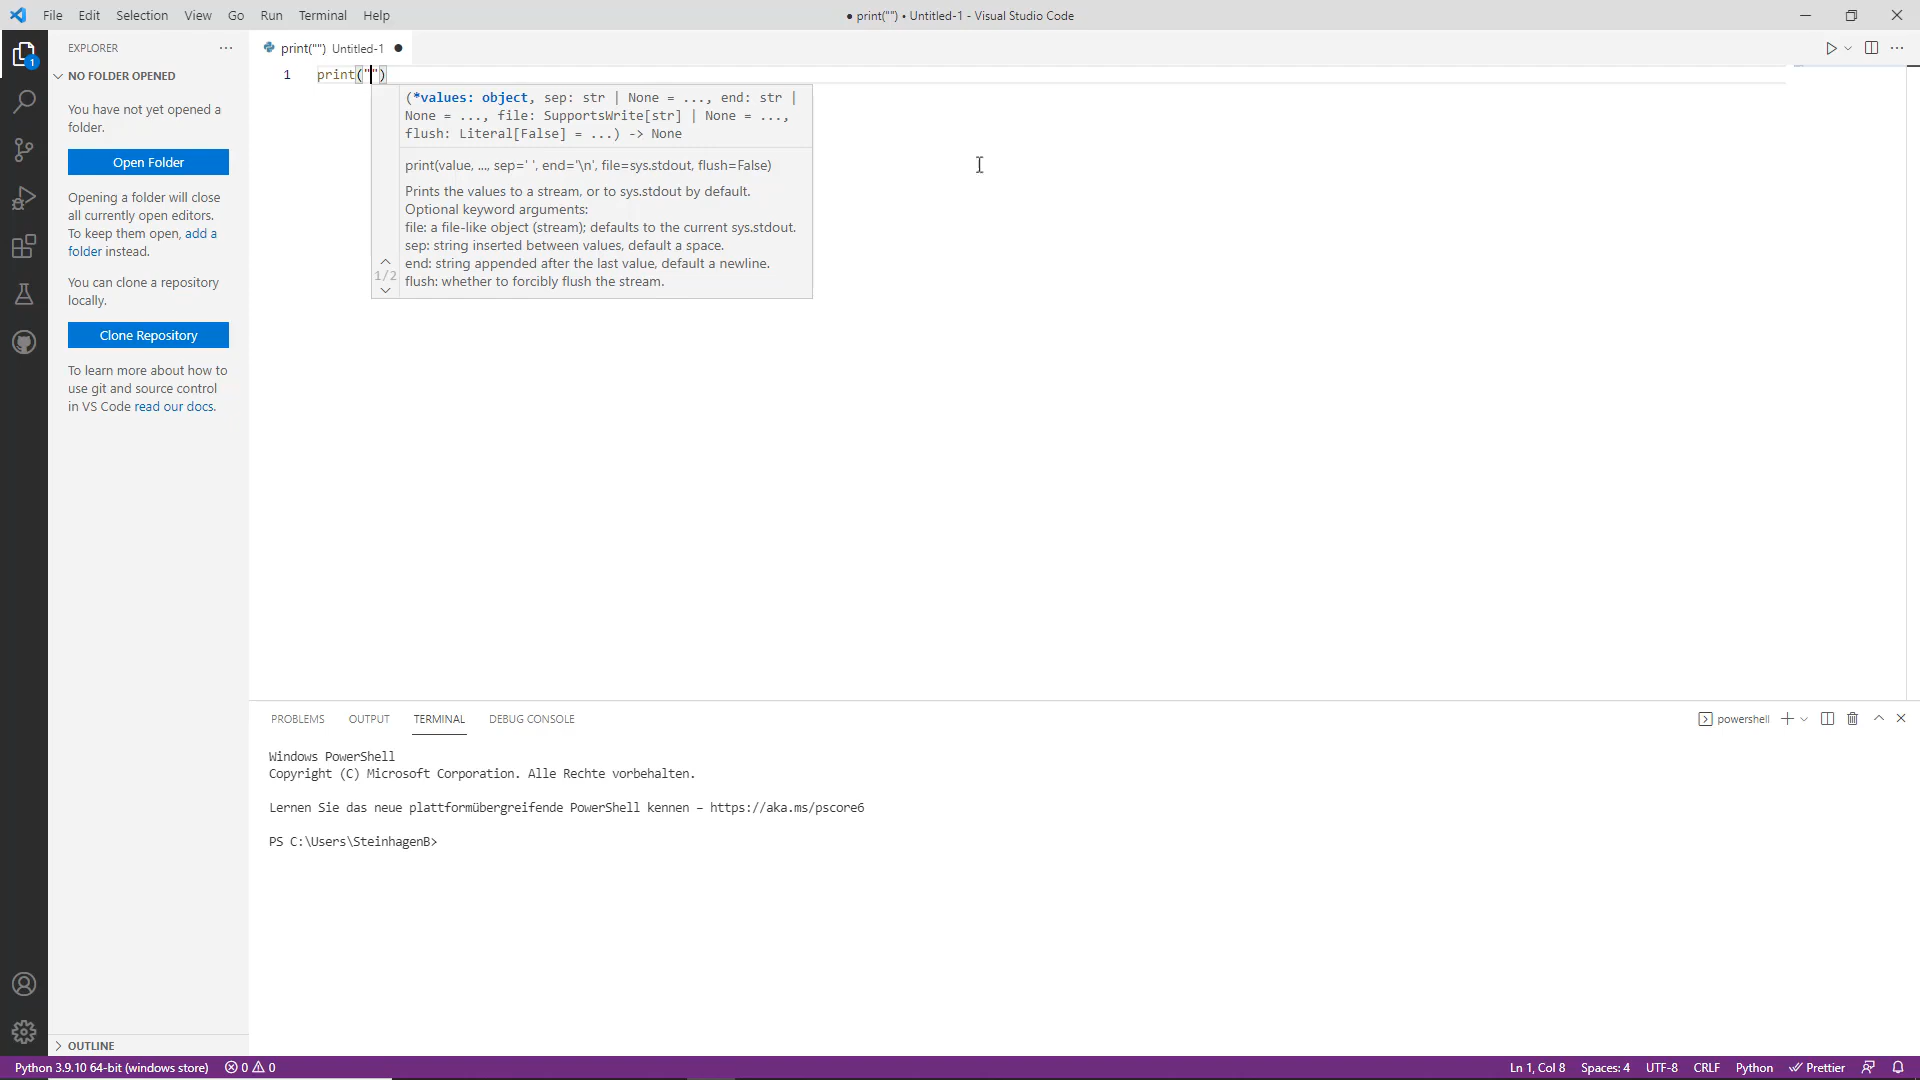 File Edit Selection View Go Run Terminal Help
● print("") • Untitled-1 - Visual Studio Code
EXPLORER
NO FOLDER OPENED
You have not yet opened a
folder.
Open Folder
Opening a folder will close
all currently open editors.
To keep them open, add a
folder instead.
You can clone a repository
locally.
Clone Repository
To learn more about how to
use git and source control
in VS Code read our docs.
OUTLINE
1
print("") Untitled-1 ●
1 print("")
(*values: object, sep: str | None = ..., end: str |
None = ..., file: SupportsWrite[str] | None = ...,
flush: Literal[False] = ...) -> None
print(value, ..., sep=' ', end='\n', file=sys.stdout, flush=False)
Prints the values to a stream, or to sys.stdout by default.
Optional keyword arguments:
file: a file-like object (stream); defaults to the current sys.stdout.
sep: string inserted between values, default a space.
end: string appended after the last value, default a newline.
flush: whether to forcibly flush the stream.
1/2
PROBLEMS OUTPUT TERMINAL DEBUG CONSOLE
powershell
Windows PowerShell
Copyright (C) Microsoft Corporation. Alle Rechte vorbehalten.
Lernen Sie das neue plattformübergreifende PowerShell kennen – https://aka.ms/pscore6
PS C:\Users\SteinhagenB>
Python 3.9.10 64-bit (windows store) 0 0
Ln 1, Col 8 Spaces: 4 UTF-8 CRLF Python Prettier